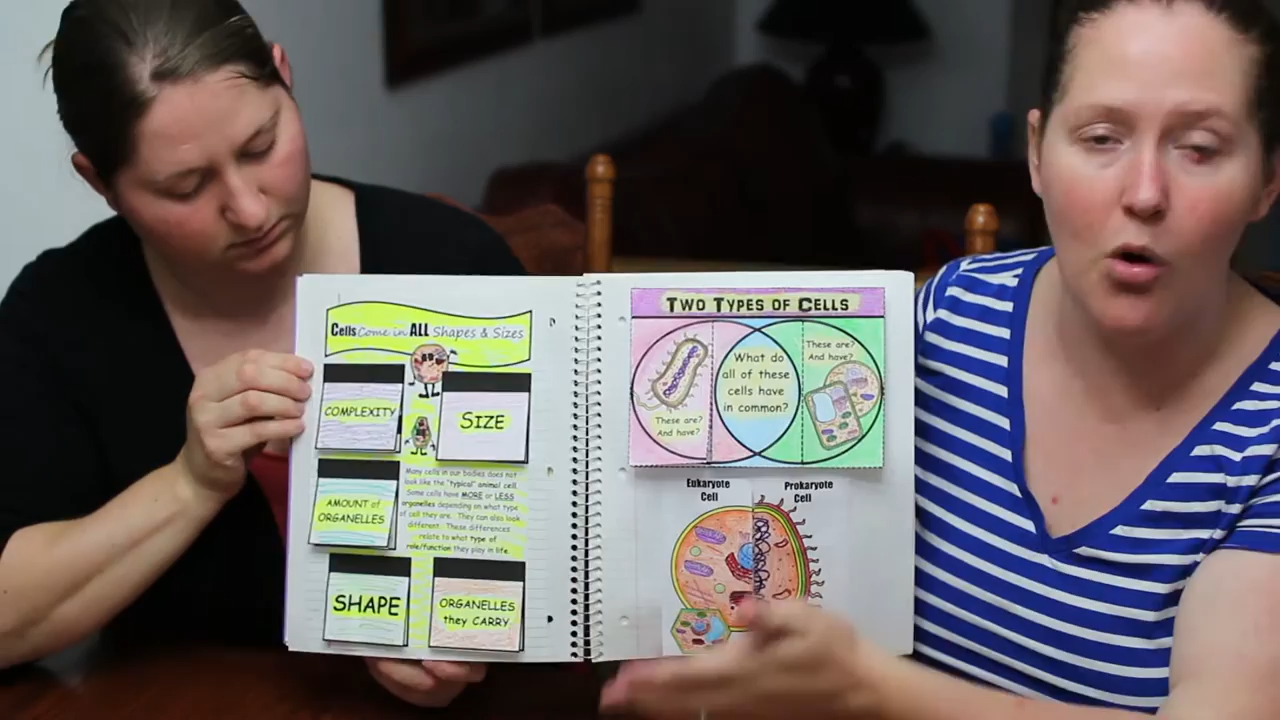 Cells Come in ALL Shapes & Sizes
COMPLEXITY
SIZE
AMOUNT of
ORGANELLES
Many cells in our bodies does not
look like the "typical" animal cell.
Some cells have MORE or LESS
organelles depending on what type
of cell they are. They can also look
different. These differences
relate to what type of
role/function they play in life.
SHAPE
ORGANELLES
they CARRY
TWO TYPES OF CELLS
These are?
And have?
What do
all of these
cells have
in common?
These are?
And have?
Eukaryote
Cell
Prokaryote
Cell